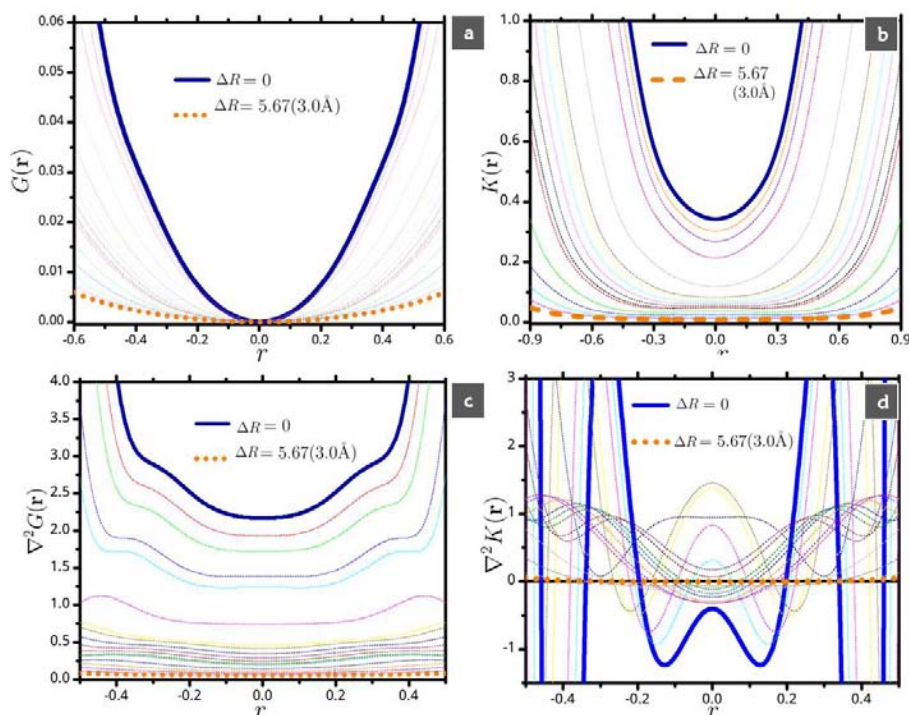 a
0.06
0.05
0.04
0.03
0.02
0.01
0.00
G(r)
ΔR = 0
ΔR = 5.67(3.0Å)
-0.6 -0.4 -0.2 0.0 0.2 0.4 0.6
r
b
1.0
0.8
0.6
0.4
0.2
0.0
K(r)
ΔR = 0
ΔR = 5.67
(3.0Å)
-0.9 -0.6 -0.3 0.0 0.3 0.6 0.9
r
c
4.0
3.5
3.0
2.5
2.0
1.5
1.0
0.5
0.0
∇²G(r)
ΔR = 0
ΔR = 5.67(3.0Å)
-0.4 -0.2 0.0 0.2 0.4
r
d
3
2
1
0
-1
∇²K(r)
ΔR = 0
ΔR = 5.67(3.0Å)
-0.4 -0.2 0.0 0.2 0.4
r